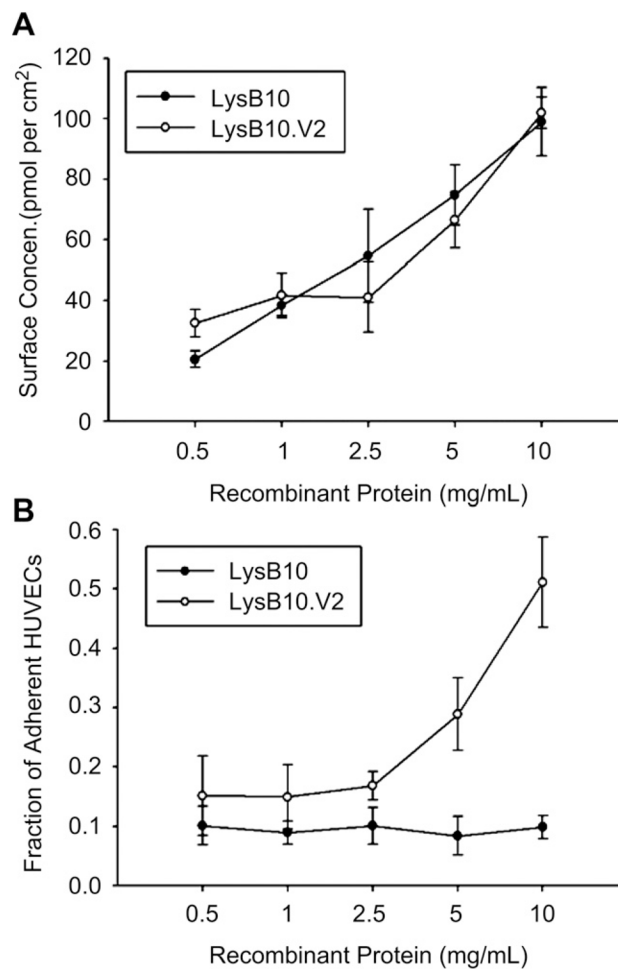 A
Surface Concen.(pmol per cm²)
120
100
80
60
40
20
0
LysB10
LysB10.V2
0.5 1 2.5 5 10
Recombinant Protein (mg/mL)
B
Fraction of Adherent HUVECs
0.6
0.5
0.4
0.3
0.2
0.1
0.0
LysB10
LysB10.V2
0.5 1 2.5 5 10
Recombinant Protein (mg/mL)